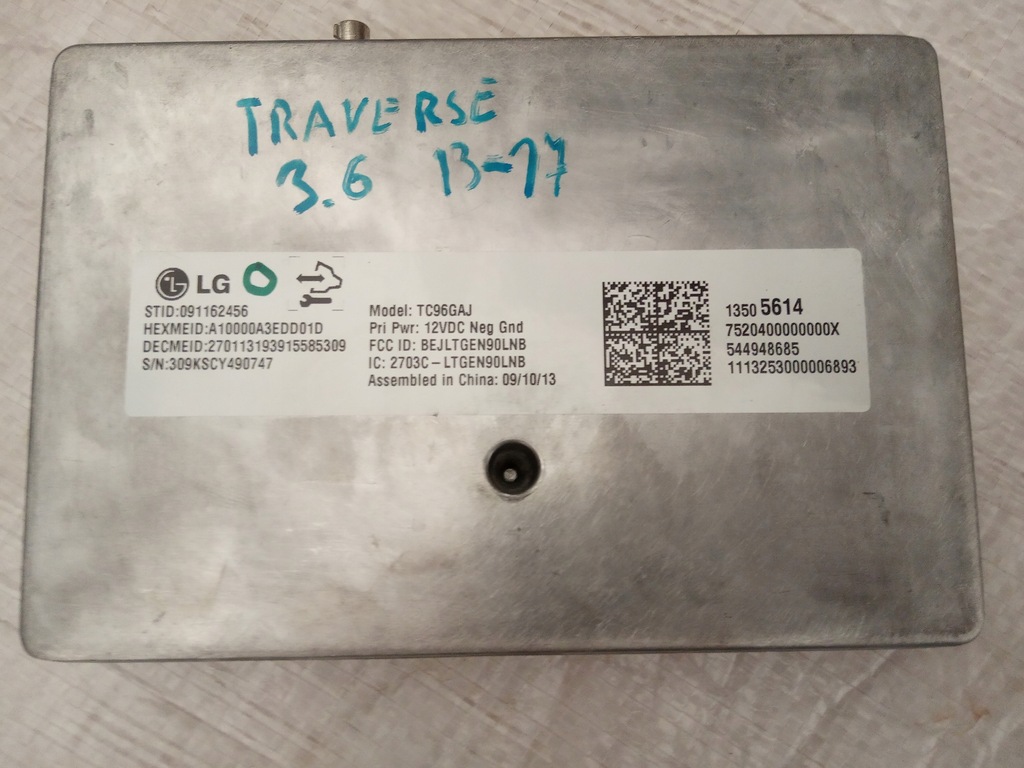 TRAVERSE
3.6 13-17
LG O
STID:091162456
HEXMEID:A10000A3EDD01D
DECMEID:270113193915585309
S/N:309KSCY490747
Model: TC96GAJ
Pri Pwr: 12VDC Neg Gnd
FCC ID: BEJLTGEN90LNB
IC: 2703C-LTGEN90LNB
Assembled in China: 09/10/13
1350 5614
7520400000000X
544948685
1113253000006893